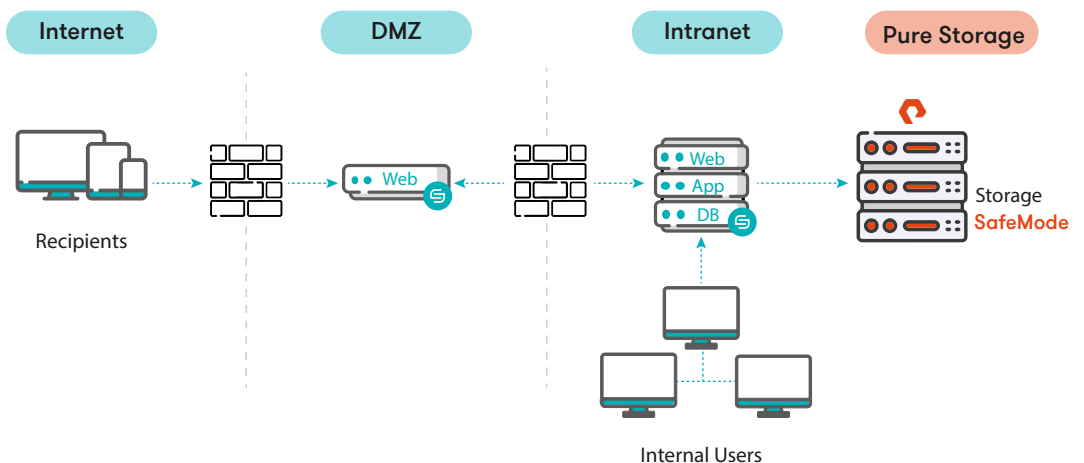 Internet
DMZ
Intranet
Pure Storage
Recipients
Web
Web
App
DB
Storage
SafeMode
Internal Users